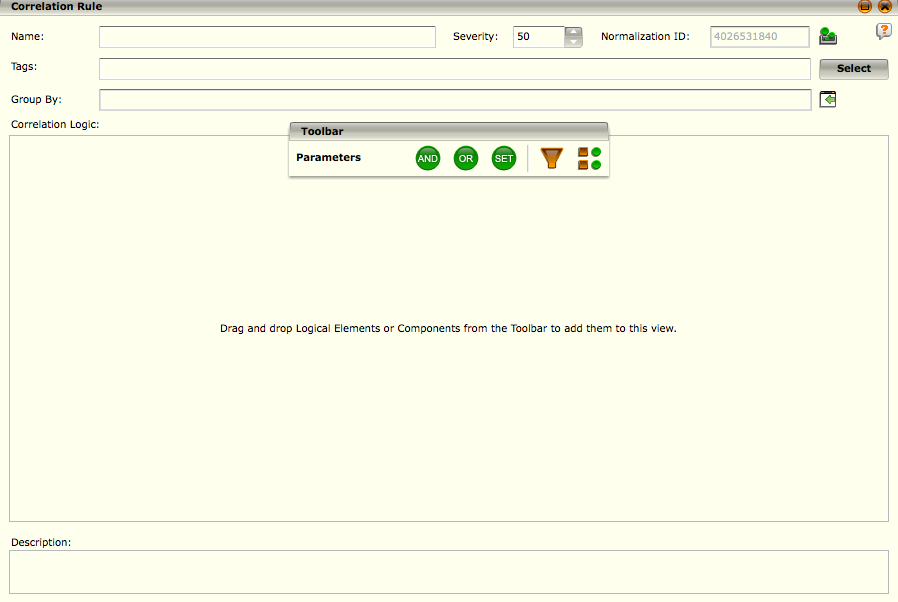 Correlation Rule
Name:
Severity: 50
Normalization ID: 4026531840
Tags:
Select
Group By:
Correlation Logic:
Toolbar
Parameters AND OR SET
Drag and drop Logical Elements or Components from the Toolbar to add them to this view.
Description: